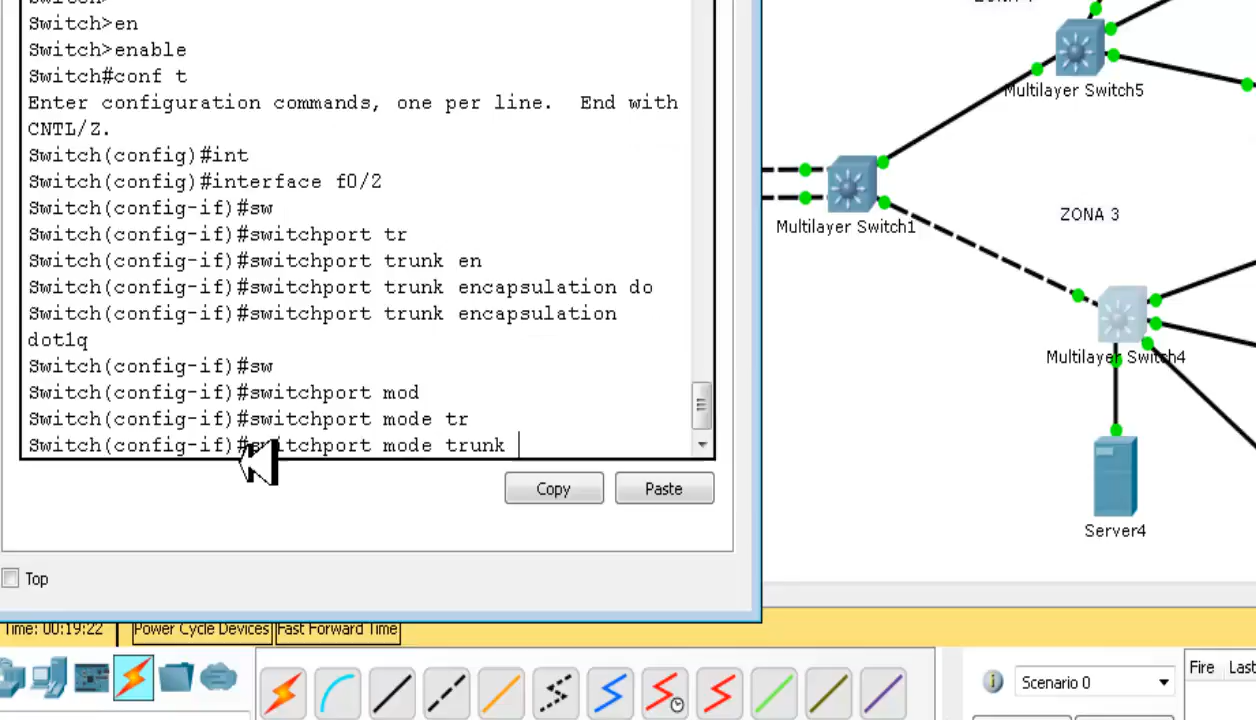 Switch>en
Switch>enable
Switch#conf t
Enter configuration commands, one per line.  End with
CNTL/Z.
Switch(config)#int
Switch(config)#interface f0/2
Switch(config-if)#sw
Switch(config-if)#switchport tr
Switch(config-if)#switchport trunk en
Switch(config-if)#switchport trunk encapsulation do
Switch(config-if)#switchport trunk encapsulation
dot1q
Switch(config-if)#sw
Switch(config-if)#switchport mod
Switch(config-if)#switchport mode tr
Switch(config-if)#switchport mode trunk
Copy
Paste
Top
Multilayer Switch5
Multilayer Switch1
ZONA 3
Multilayer Switch4
Server4
Time: 00:19:22
Power Cycle Devices
Fast Forward Time
Scenario 0
Fire
Last